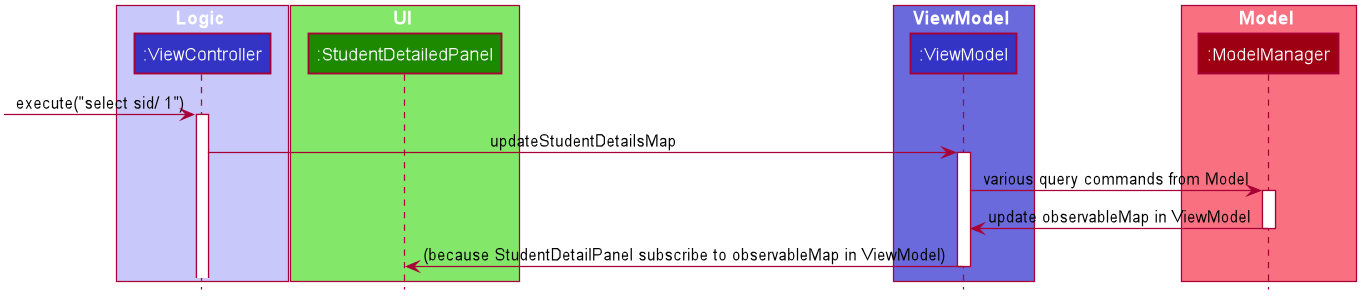 Logic
UI
ViewModel
Model
:ViewController
:StudentDetailedPanel
:ViewModel
:ModelManager
execute("select sid/ 1")
updateStudentDetailsMap
various query commands from Model
update observableMap in ViewModel
(because StudentDetailPanel subscribe to observableMap in ViewModel)